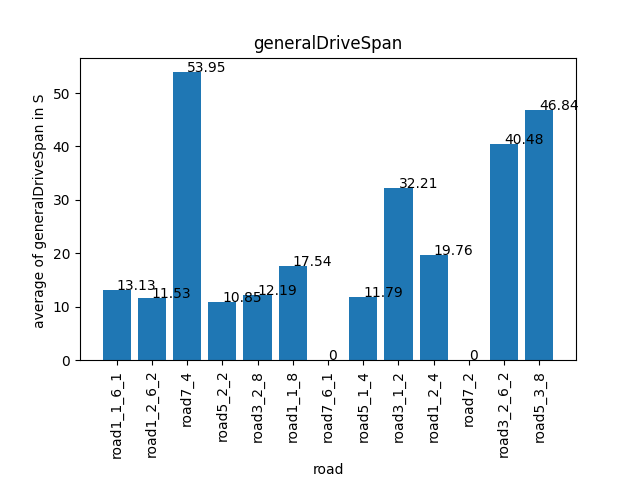 generalDriveSpan
average of generalDriveSpan in S
50
40
30
20
10
0
13.13
11.53
53.95
10.85
12.19
17.54
0
11.79
32.21
19.76
0
40.48
46.84
road1_1_6_1
road1_2_6_2
road7_4
road5_2_2
road3_2_8
road1_1_8
road7_6_1
road5_1_4
road3_1_2
road1_2_4
road7_2
road3_2_6_2
road5_3_8
road